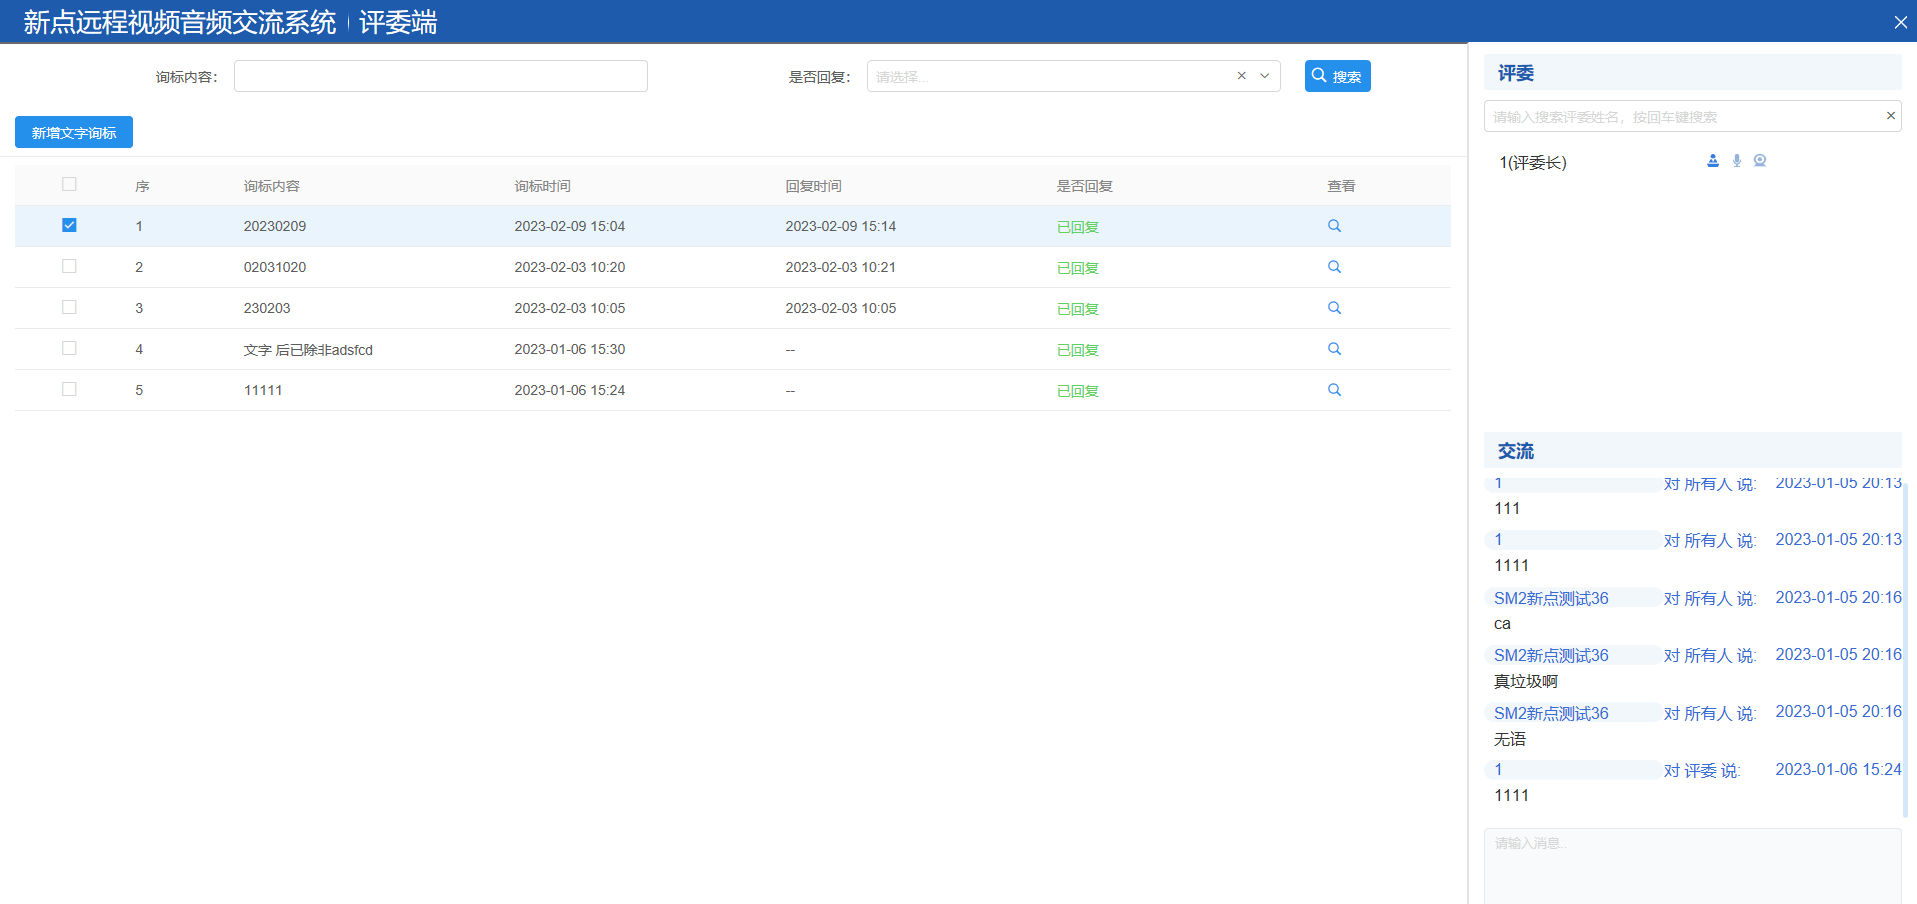 新点远程视频音频交流系统 | 评委端
询标内容:
是否回复: 请选择... 搜索
新增文字询标
序 询标内容 询标时间 回复时间 是否回复 查看
1 20230209 2023-02-09 15:04 2023-02-09 15:14 已回复
2 02031020 2023-02-03 10:20 2023-02-03 10:21 已回复
3 230203 2023-02-03 10:05 2023-02-03 10:05 已回复
4 文字 后已除非adsfcd 2023-01-06 15:30 -- 已回复
5 11111 2023-01-06 15:24 -- 已回复
评委
请输入搜索评委姓名，按回车键搜索
1(评委长)
交流
1 对 所有人 说: 2023-01-05 20:13
111
1 对 所有人 说: 2023-01-05 20:13
1111
SM2新点测试36 对 所有人 说: 2023-01-05 20:16
ca
SM2新点测试36 对 所有人 说: 2023-01-05 20:16
真垃圾啊
SM2新点测试36 对 所有人 说: 2023-01-05 20:16
无语
1 对 评委 说: 2023-01-06 15:24
1111
请输入消息..